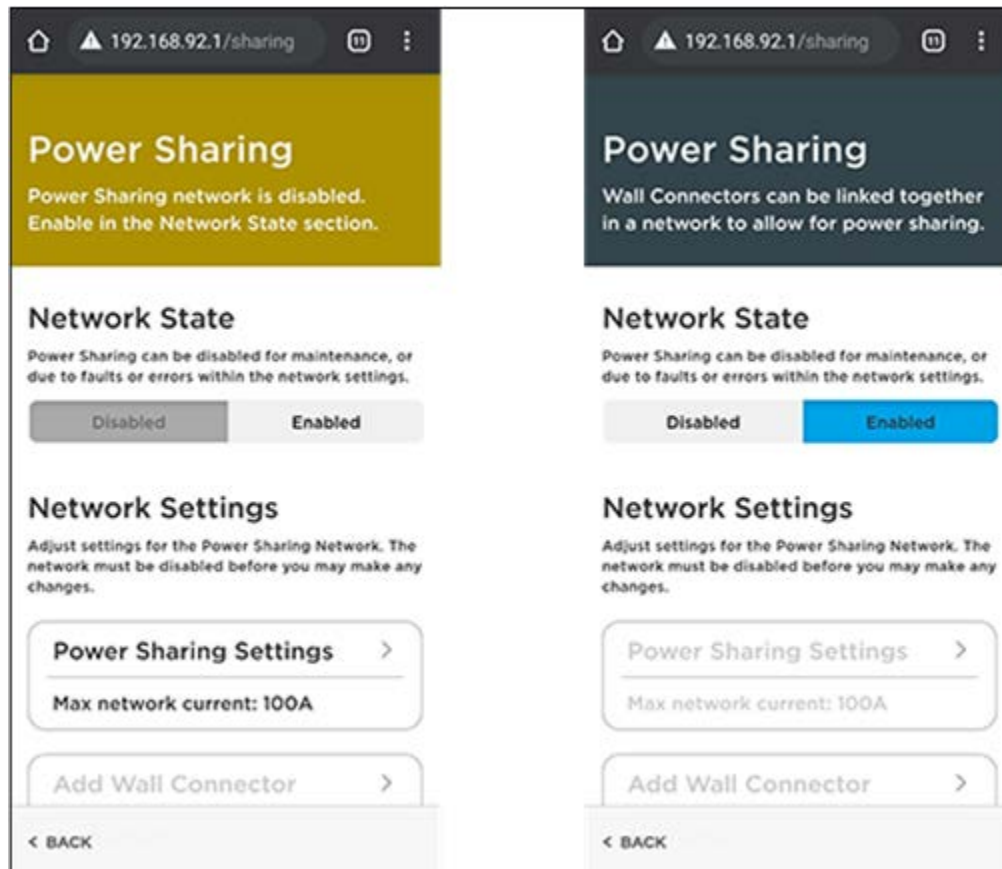 192.168.92.1/sharing
11
Power Sharing
Power Sharing network is disabled.
Enable in the Network State section.
Network State
Power Sharing can be disabled for maintenance, or
due to faults or errors within the network settings.
Disabled
Enabled
Network Settings
Adjust settings for the Power Sharing Network. The
network must be disabled before you may make any
changes.
Power Sharing Settings
Max network current: 100A
Add Wall Connector
< BACK
192.168.92.1/sharing
11
Power Sharing
Wall Connectors can be linked together
in a network to allow for power sharing.
Network State
Power Sharing can be disabled for maintenance, or
due to faults or errors within the network settings.
Disabled
Enabled
Network Settings
Adjust settings for the Power Sharing Network. The
network must be disabled before you may make any
changes.
Power Sharing Settings
Max network current: 100A
Add Wall Connector
< BACK